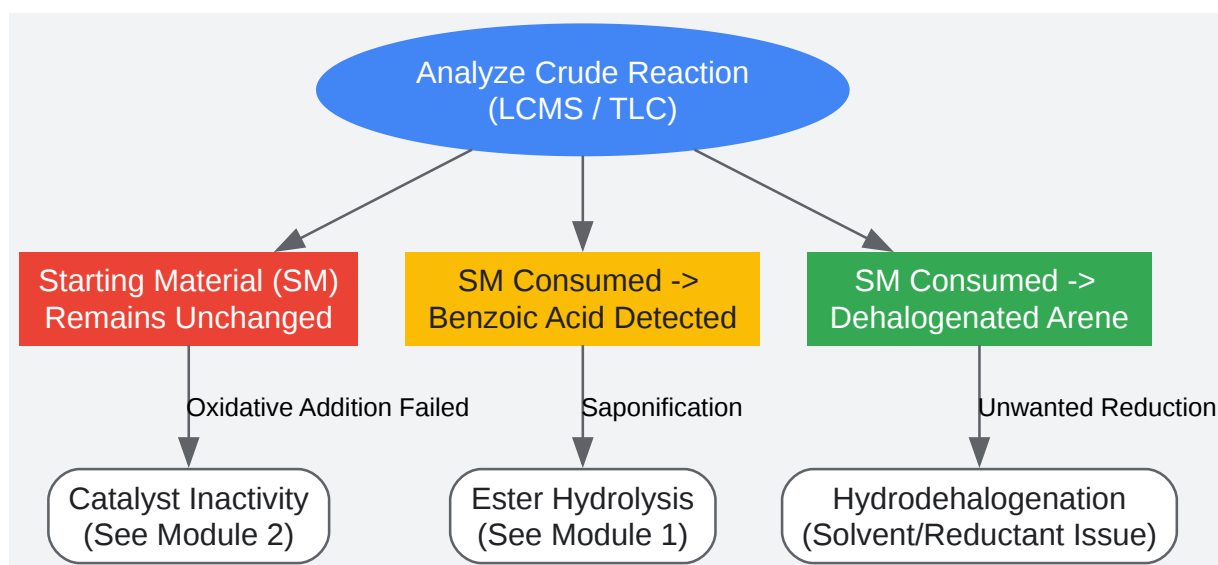 Analyze Crude Reaction
(LCMS / TLC)
Starting Material (SM)
Remains Unchanged
SM Consumed ->
Benzoic Acid Detected
SM Consumed ->
Dehalogenated Arene
Oxidative Addition Failed
Saponification
Unwanted Reduction
Catalyst Inactivity
(See Module 2)
Ester Hydrolysis
(See Module 1)
Hydrodehalogenation
(Solvent/Reductant Issue)